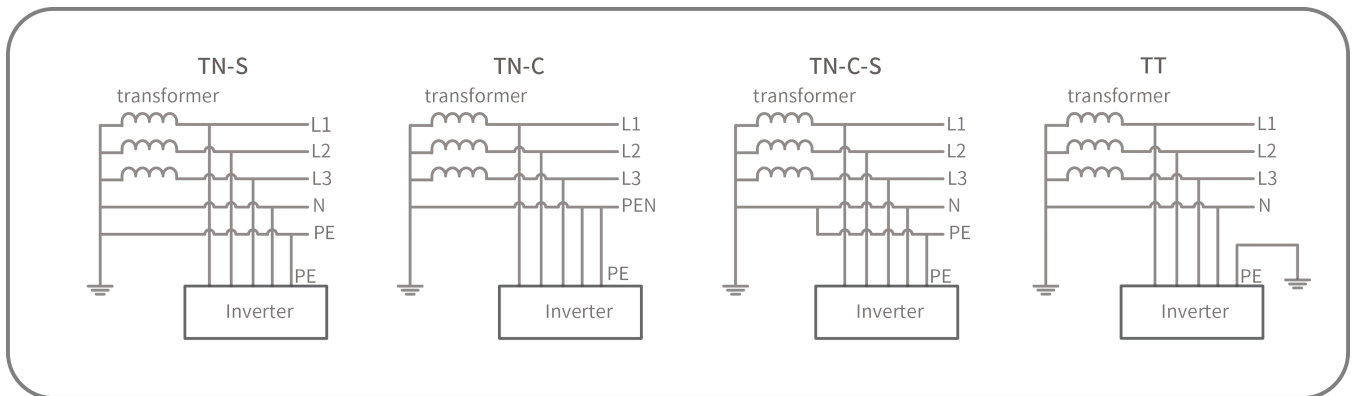 TN-S
transformer
L1
L2
L3
N
PE
PE
Inverter
TN-C
transformer
L1
L2
L3
PEN
PE
Inverter
TN-C-S
transformer
L1
L2
L3
N
PE
PE
Inverter
TT
transformer
L1
L2
L3
N
PE
Inverter